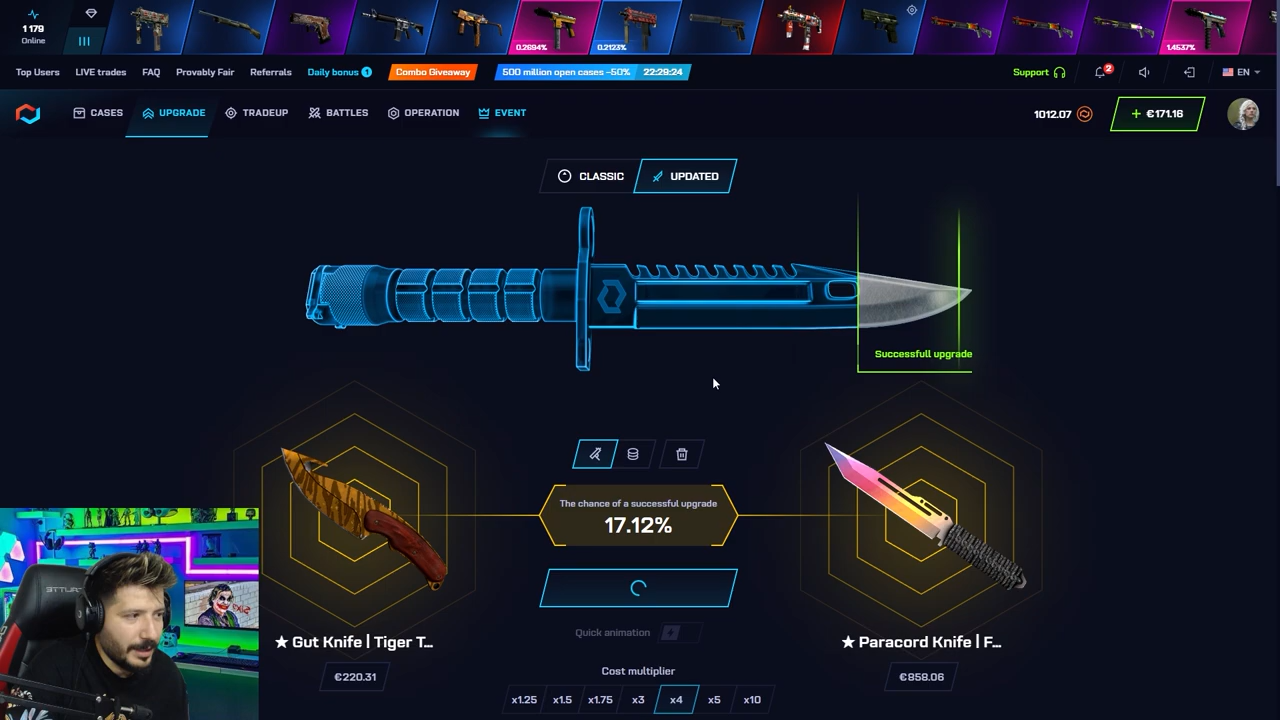 1 179
Online
0.2694%
0.2123%
1.4537%
Top Users
LIVE trades
FAQ
Provably Fair
Referrals
Daily bonus 1
Combo Giveaway
500 million open cases -50% 22:29:24
Support
2
EN
CASES
UPGRADE
TRADEUP
BATTLES
OPERATION
EVENT
1012.07
+ €171.16
CLASSIC
UPDATED
Successfull upgrade
The chance of a successful upgrade
17.12%
Quick animation
★ Gut Knife | Tiger T...
€220.31
★ Paracord Knife | F...
€858.06
Cost multiplier
x1.25 x1.5 x1.75 x3 x4 x5 x10